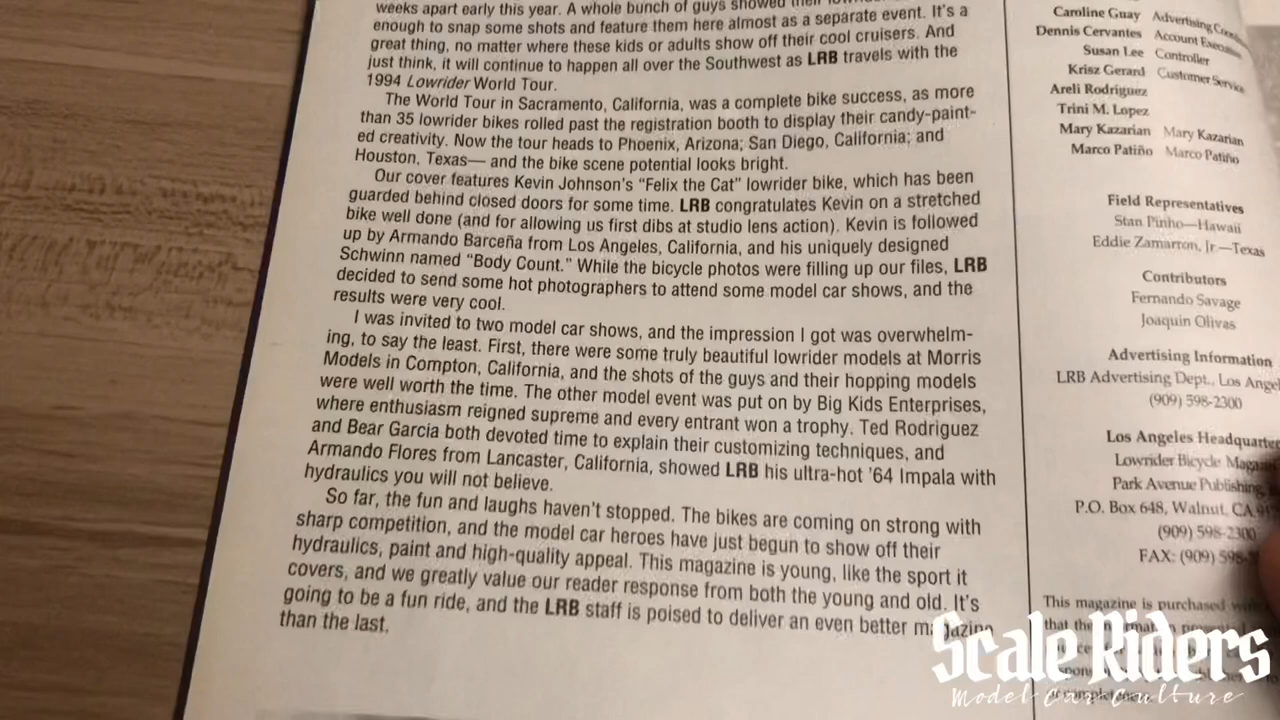 weeks apart early this year. A whole bunch of guys showed their
enough to snap some shots and feature them here almost as a separate event. It's a
great thing, no matter where these kids or adults show off their cool cruisers. And
just think, it will continue to happen all over the Southwest as LRB travels with the
1994 Lowrider World Tour.
The World Tour in Sacramento, California, was a complete bike success, as more
than 35 lowrider bikes rolled past the registration booth to display their candy-paint-
ed creativity. Now the tour heads to Phoenix, Arizona; San Diego, California; and
Houston, Texas— and the bike scene potential looks bright.
Our cover features Kevin Johnson's “Felix the Cat” lowrider bike, which has been
guarded behind closed doors for some time. LRB congratulates Kevin on a stretched
bike well done (and for allowing us first dibs at studio lens action). Kevin is followed
up by Armando Barceña from Los Angeles, California, and his uniquely designed
Schwinn named “Body Count.” While the bicycle photos were filling up our files, LRB
decided to send some hot photographers to attend some model car shows, and the
results were very cool.
I was invited to two model car shows, and the impression I got was overwhelm-
ing, to say the least. First, there were some truly beautiful lowrider models at Morris
Models in Compton, California, and the shots of the guys and their hopping models
were well worth the time. The other model event was put on by Big Kids Enterprises,
where enthusiasm reigned supreme and every entrant won a trophy. Ted Rodriguez
and Bear Garcia both devoted time to explain their customizing techniques, and
Armando Flores from Lancaster, California, showed LRB his ultra-hot '64 Impala with
hydraulics you will not believe.
So far, the fun and laughs haven't stopped. The bikes are coming on strong with
sharp competition, and the model car heroes have just begun to show off their
hydraulics, paint and high-quality appeal. This magazine is young, like the sport it
covers, and we greatly value our reader response from both the young and old. It's
going to be a fun ride, and the LRB staff is poised to deliver an even better magazine
than the last.
Caroline Guay Advertising
Dennis Cervantes Account Executive
Susan Lee Controller
Krisz Gerard Customer Service
Areli Rodriguez
Trini M. Lopez
Mary Kazarian Mary Kazarian
Marco Patiño Marco Patiño
Field Representatives
Stan Pinho—Hawaii
Eddie Zamarron, Jr.—Texas
Contributors
Fernando Savage
Joaquin Olivas
Advertising Information
LRB Advertising Dept., Los Angel
(909) 598-2300
Los Angeles Headquarte
Lowrider Bicycle Magaz
Park Avenue Publishing,
P.O. Box 648, Walnut, CA
(909) 598-2300
FAX: (909) 598-
This magazine is purchased
that the
Scale Riders
Model Car Culture